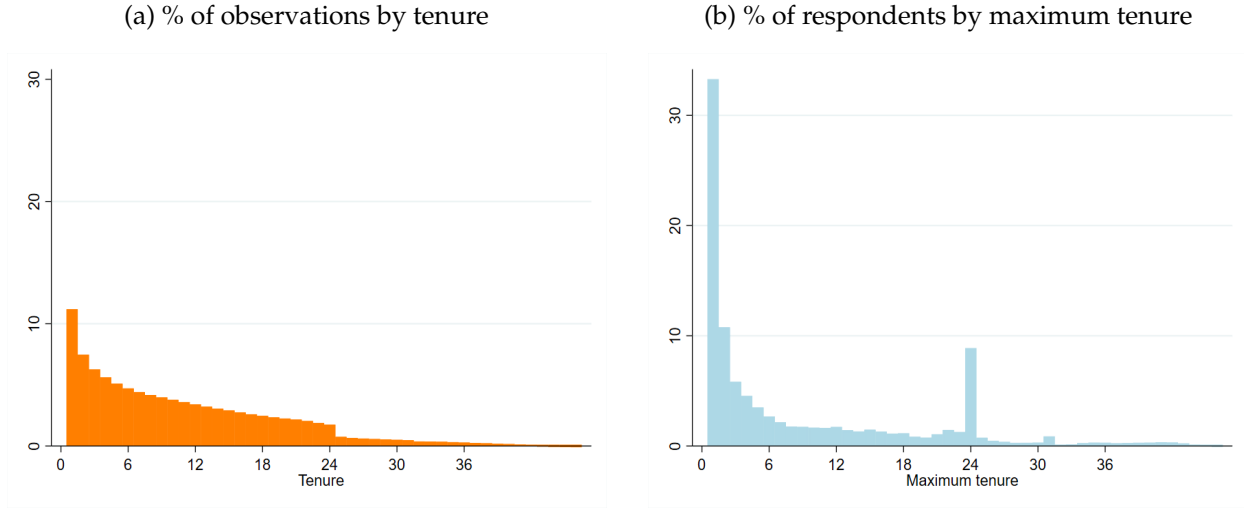 (a) % of observations by tenure
30
20
10
0
0 6 12 18 24 30 36
Tenure
(b) % of respondents by maximum tenure
30
20
10
0
0 6 12 18 24 30 36
Maximum tenure